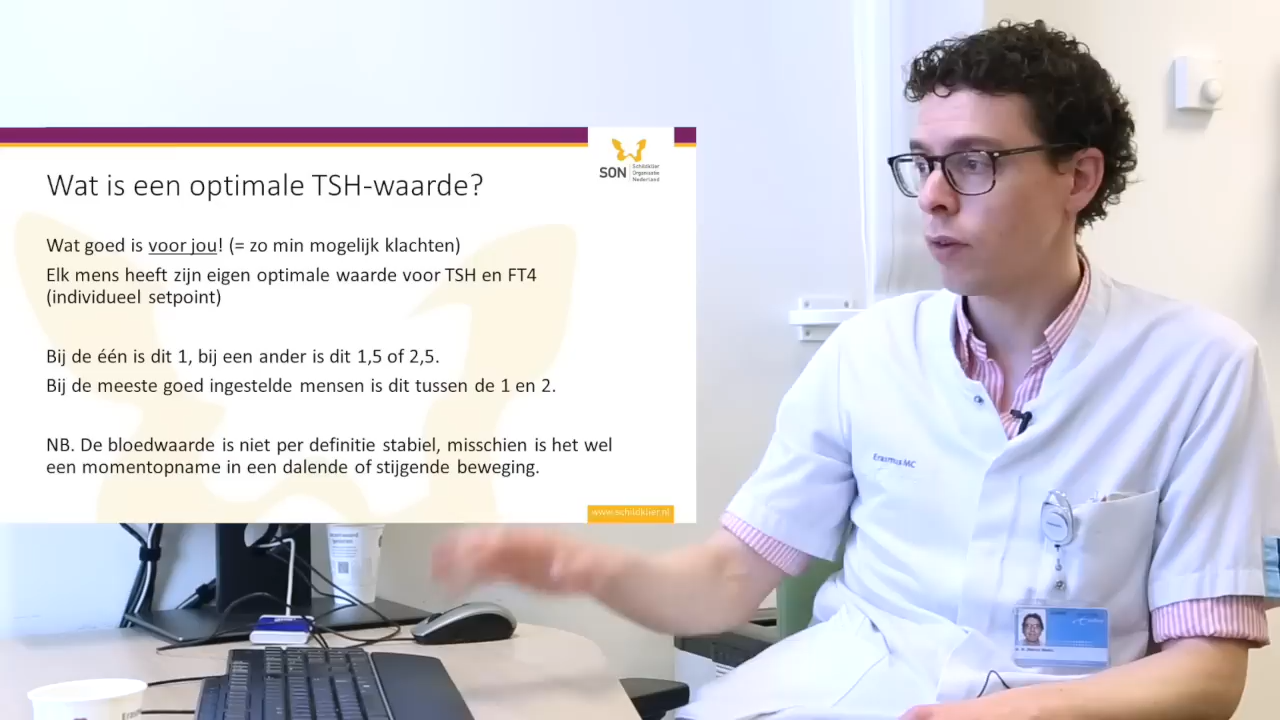 SON
Schildklier
Organisatie
Nederland
Wat is een optimale TSH-waarde?
Wat goed is voor jou! (= zo min mogelijk klachten)
Elk mens heeft zijn eigen optimale waarde voor TSH en FT4
(individueel setpoint)
Bij de één is dit 1, bij een ander is dit 1,5 of 2,5.
Bij de meeste goed ingestelde mensen is dit tussen de 1 en 2.
NB. De bloedwaarde is niet per definitie stabiel, misschien is het wel
een momentopname in een dalende of stijgende beweging.
www.schildklier.nl
Erasmus MC